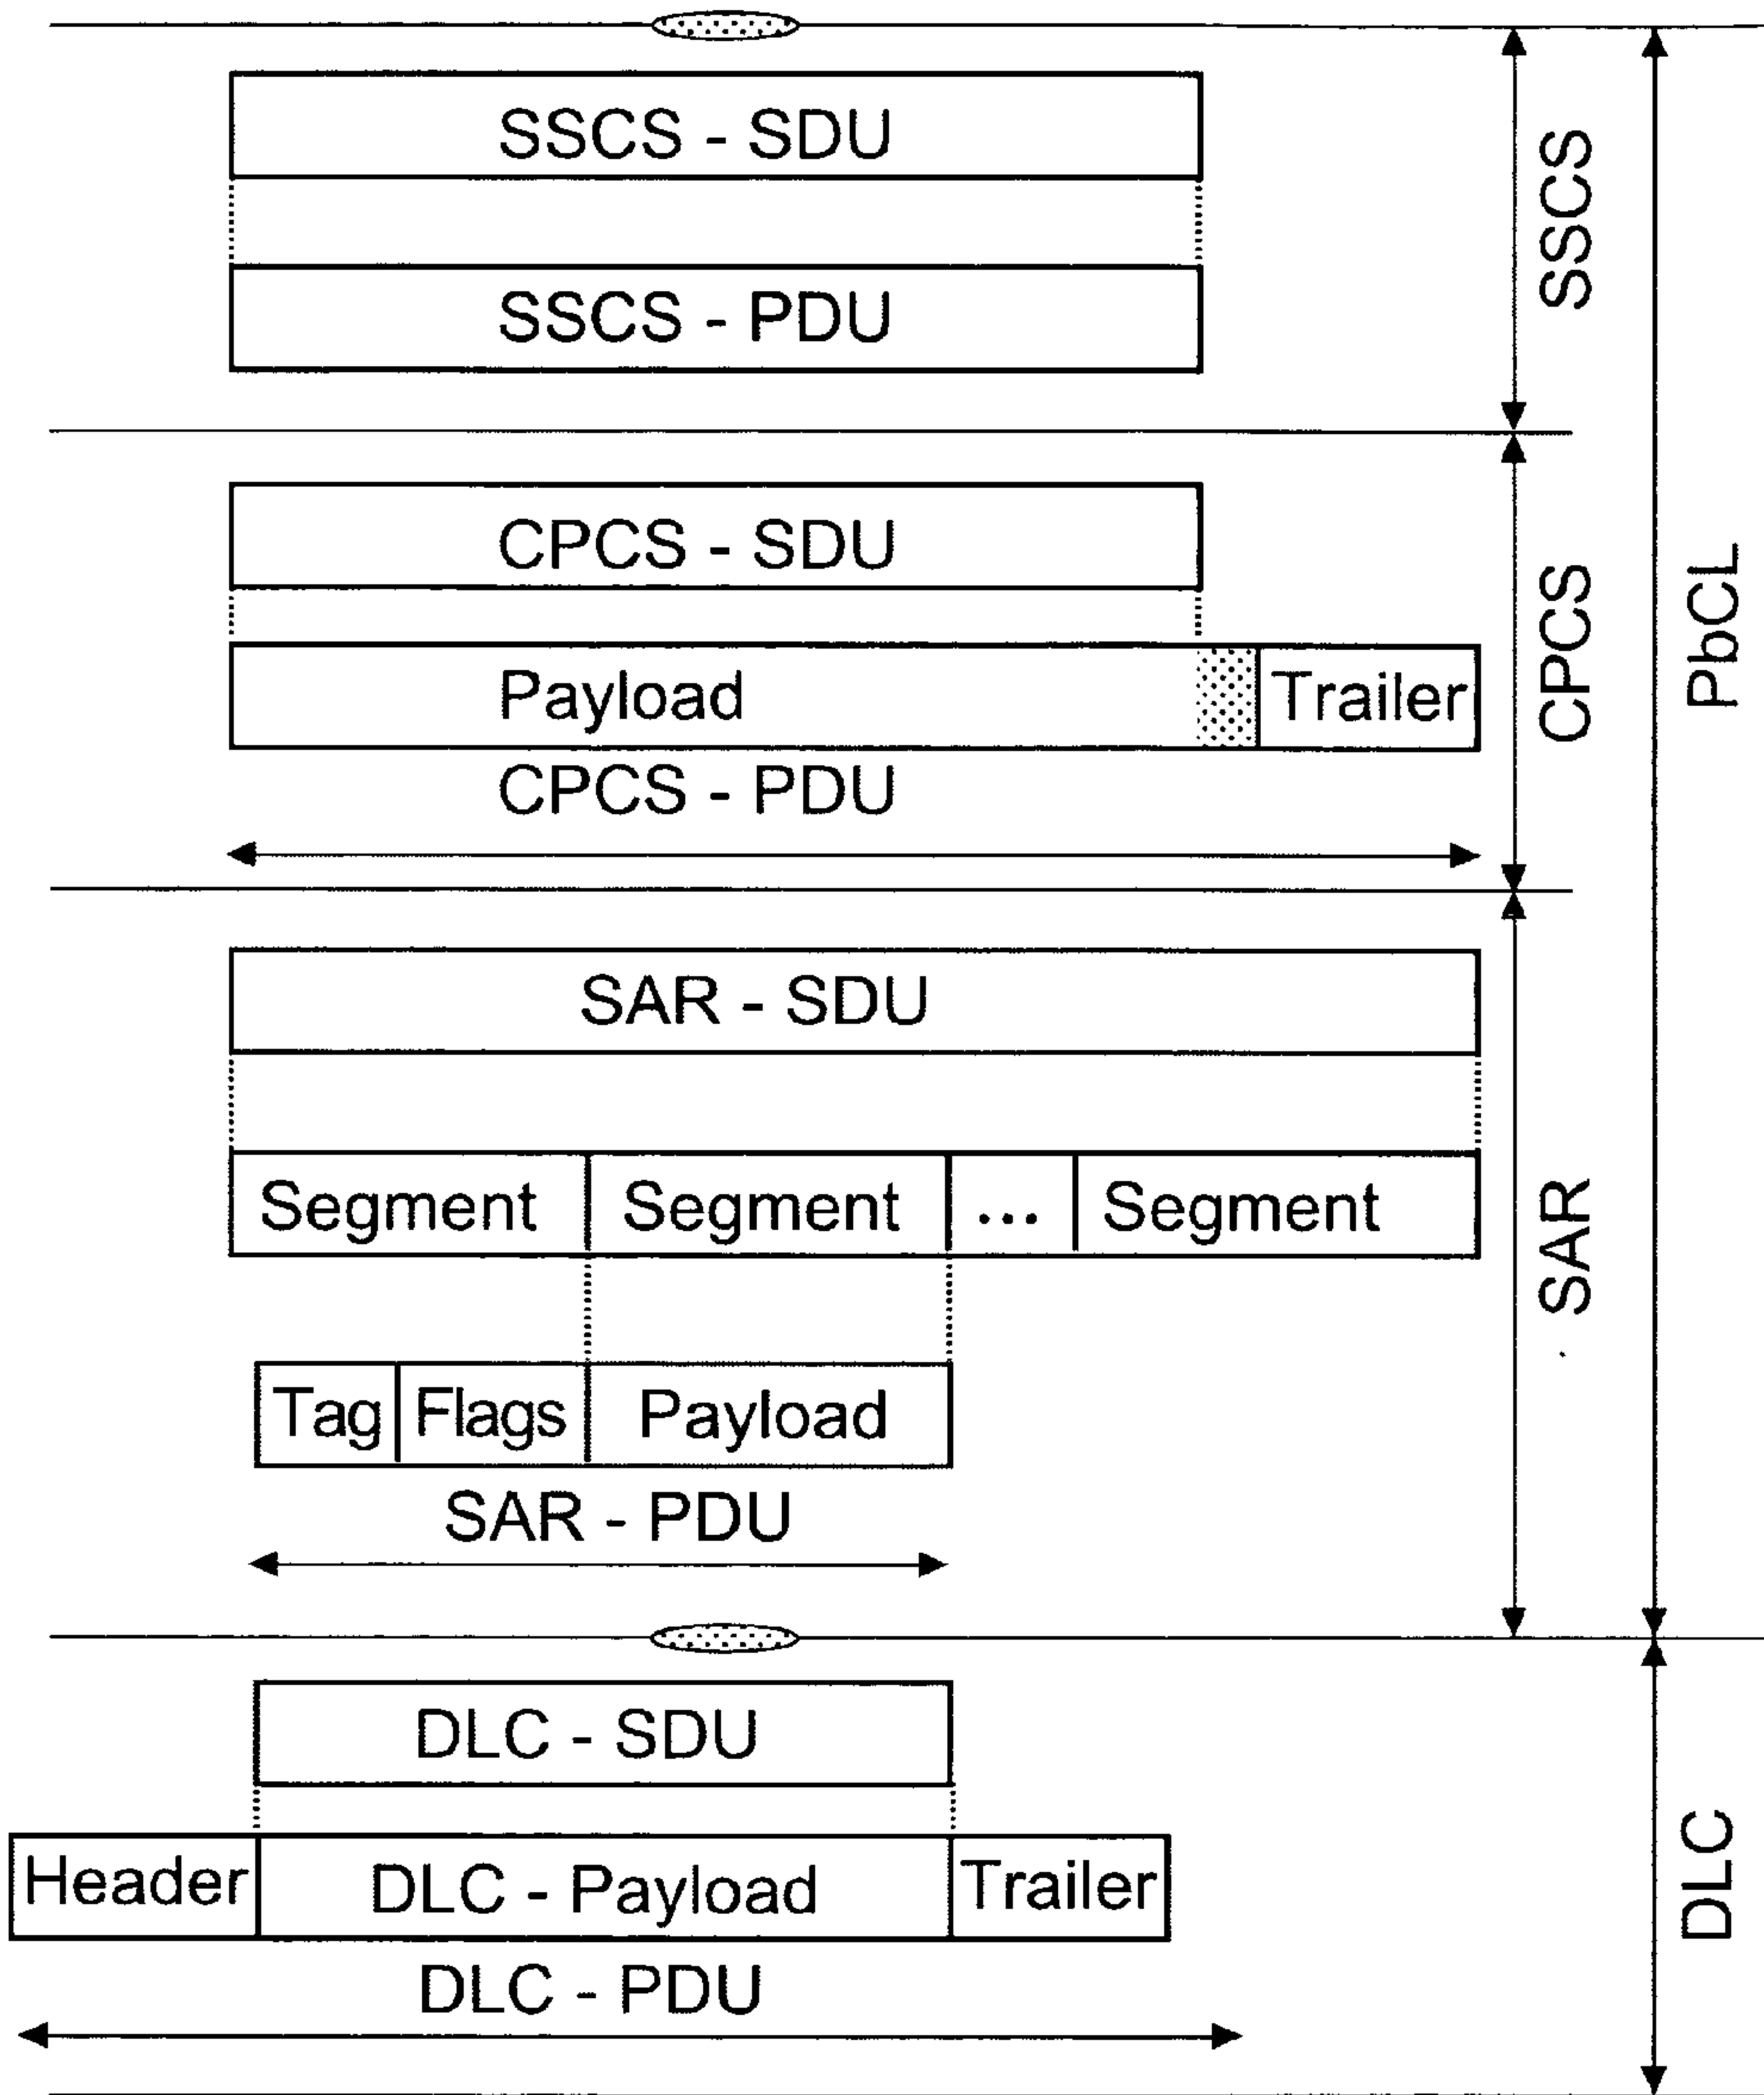 SSCS - SDU
SSCS - PDU
SSCS
CPCS - SDU
Payload Trailer
CPCS - PDU
CPCS
PbCL
SAR - SDU
Segment Segment ... Segment
Tag Flags Payload
SAR - PDU
SAR
DLC - SDU
Header DLC - Payload Trailer
DLC - PDU
DLC